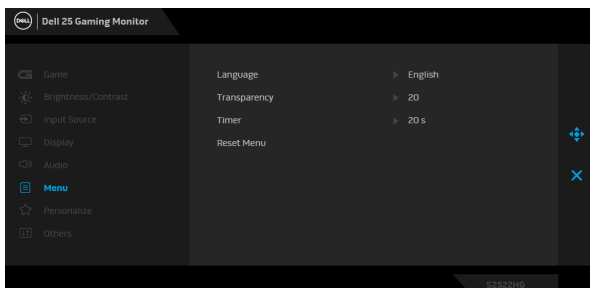 DELL
Dell 25 Gaming Monitor
Game
Brightness/Contrast
Input Source
Display
Audio
Menu
Personalize
Others
Language English
Transparency 20
Timer 20 s
Reset Menu
S2522HG